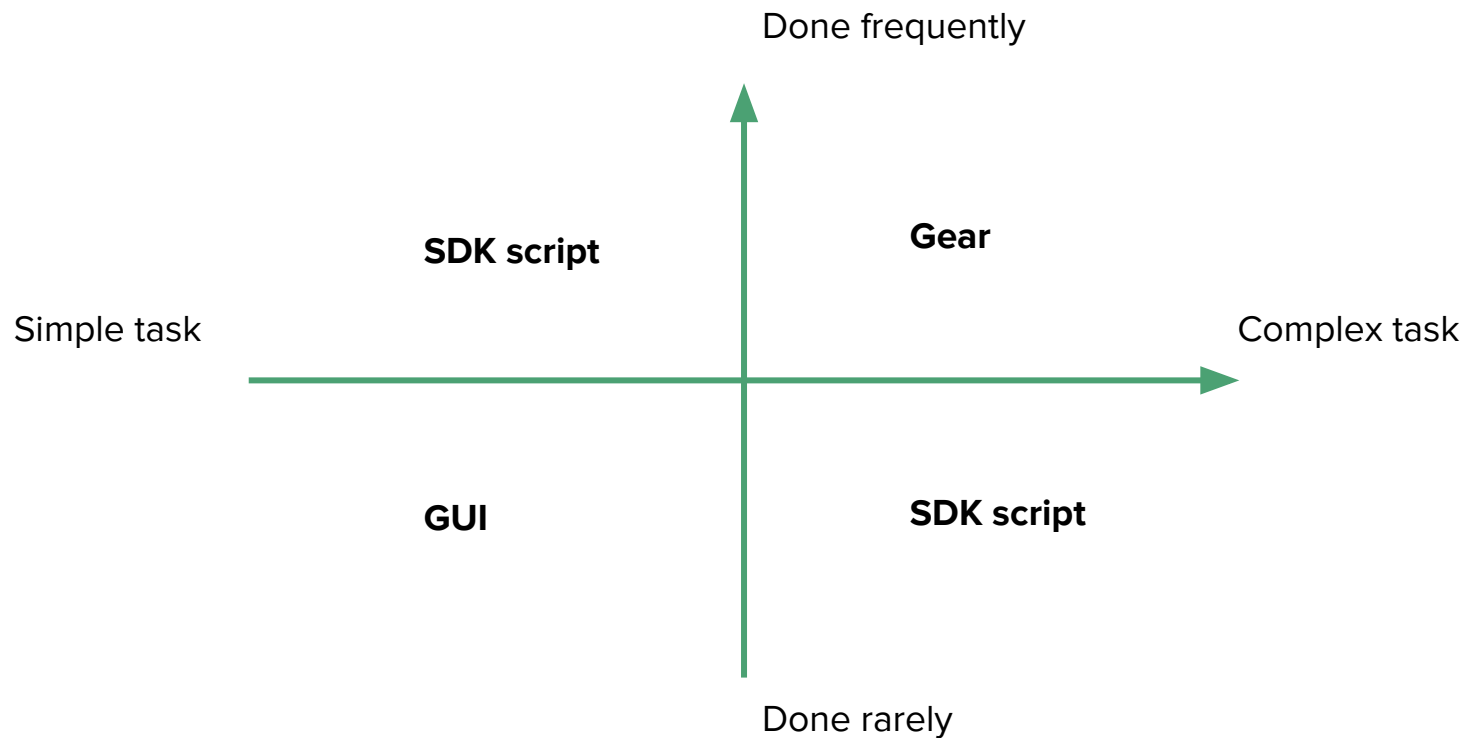 Done frequently
SDK script
Gear
Simple task
Complex task
GUI
SDK script
Done rarely